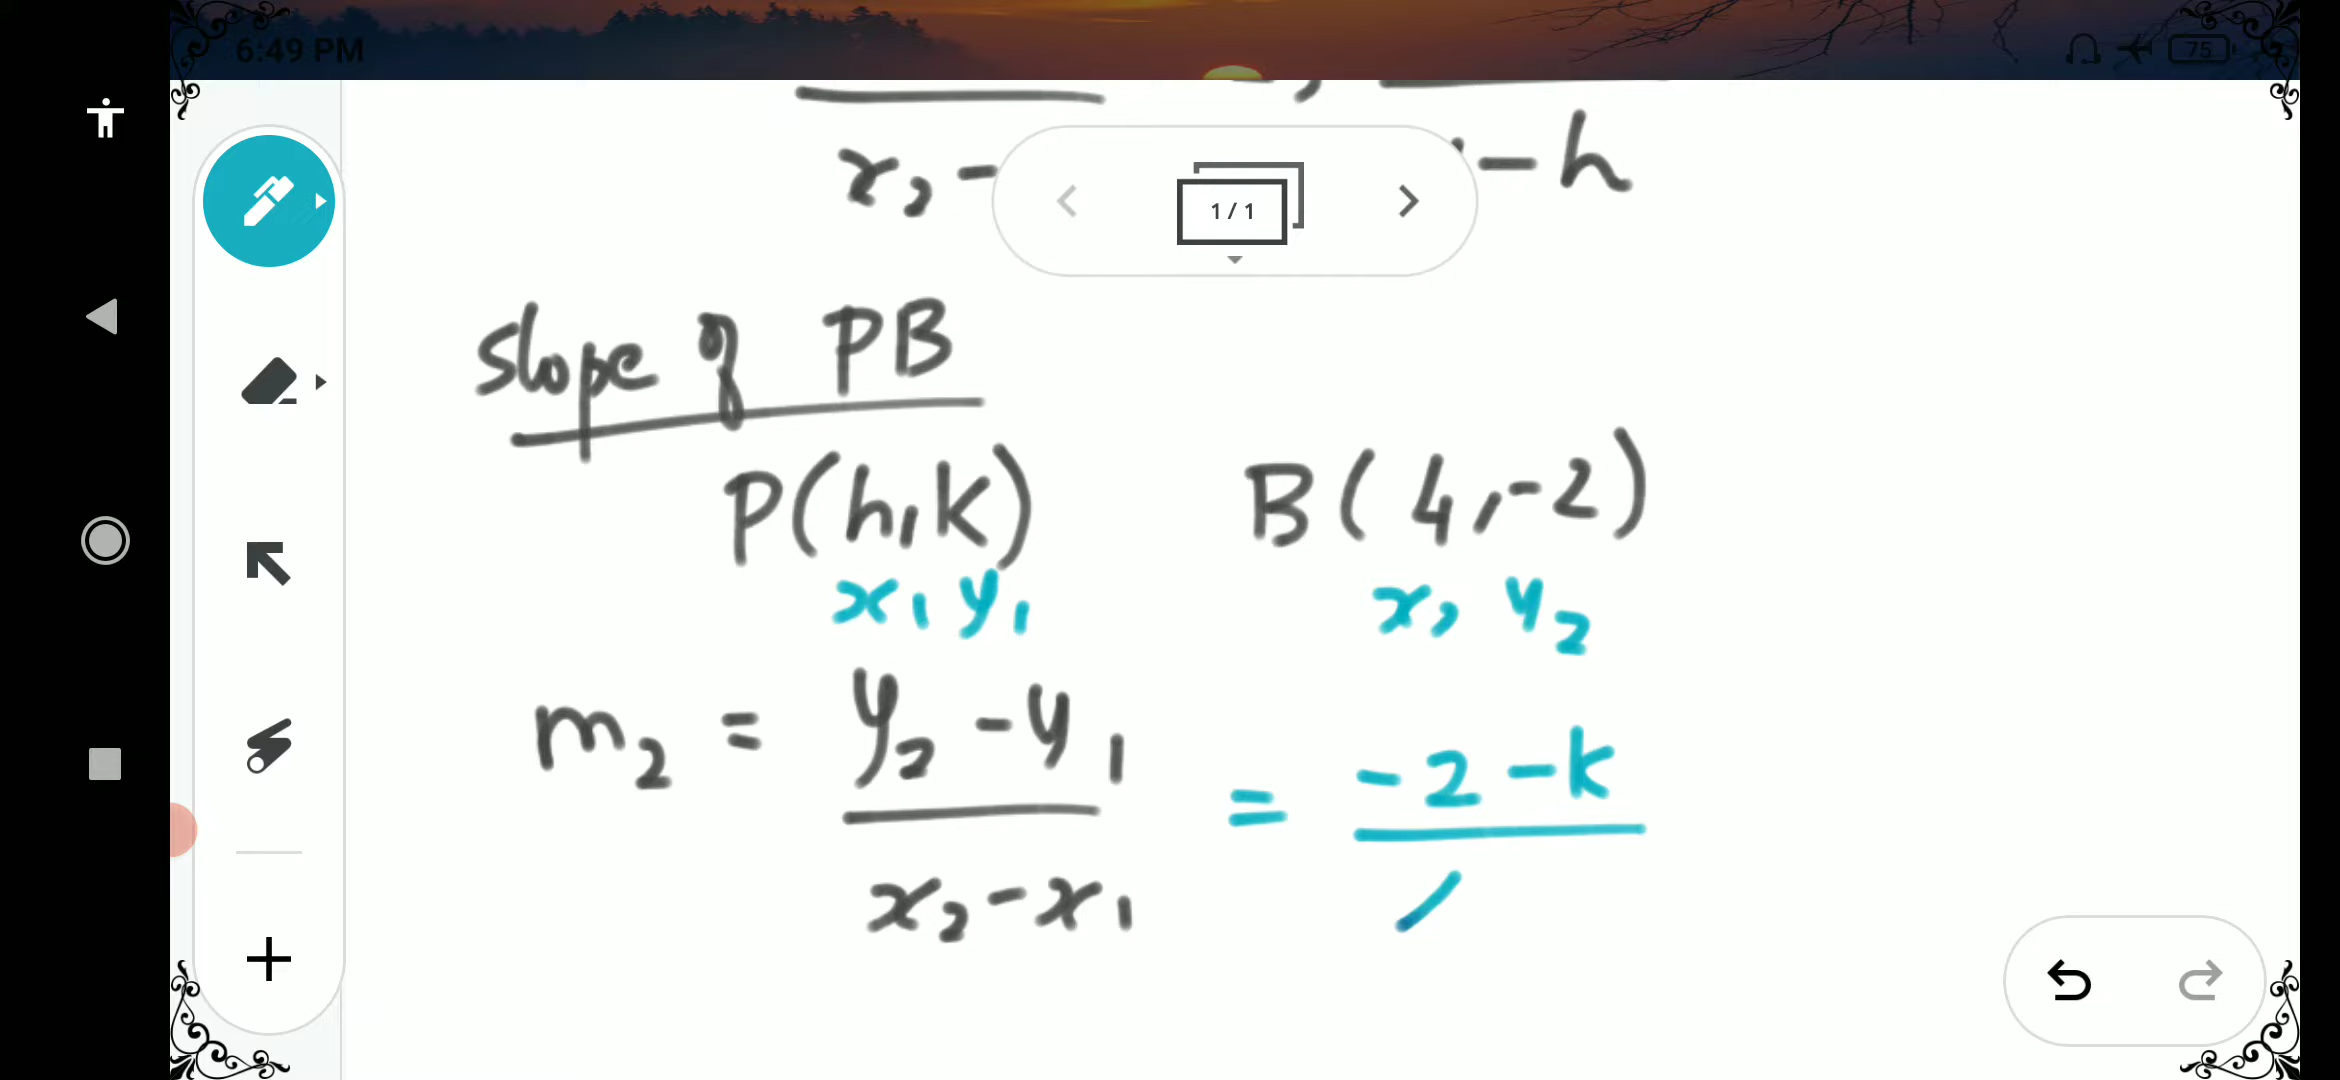 6:49 PM
75
x₂ -
- h
1 / 1
slope of PB
P(h, k) B(4, -2)
x₁ y₁ x₂ y₂
m₂ = y₂ - y₁ = -2 - k
x₂ - x₁